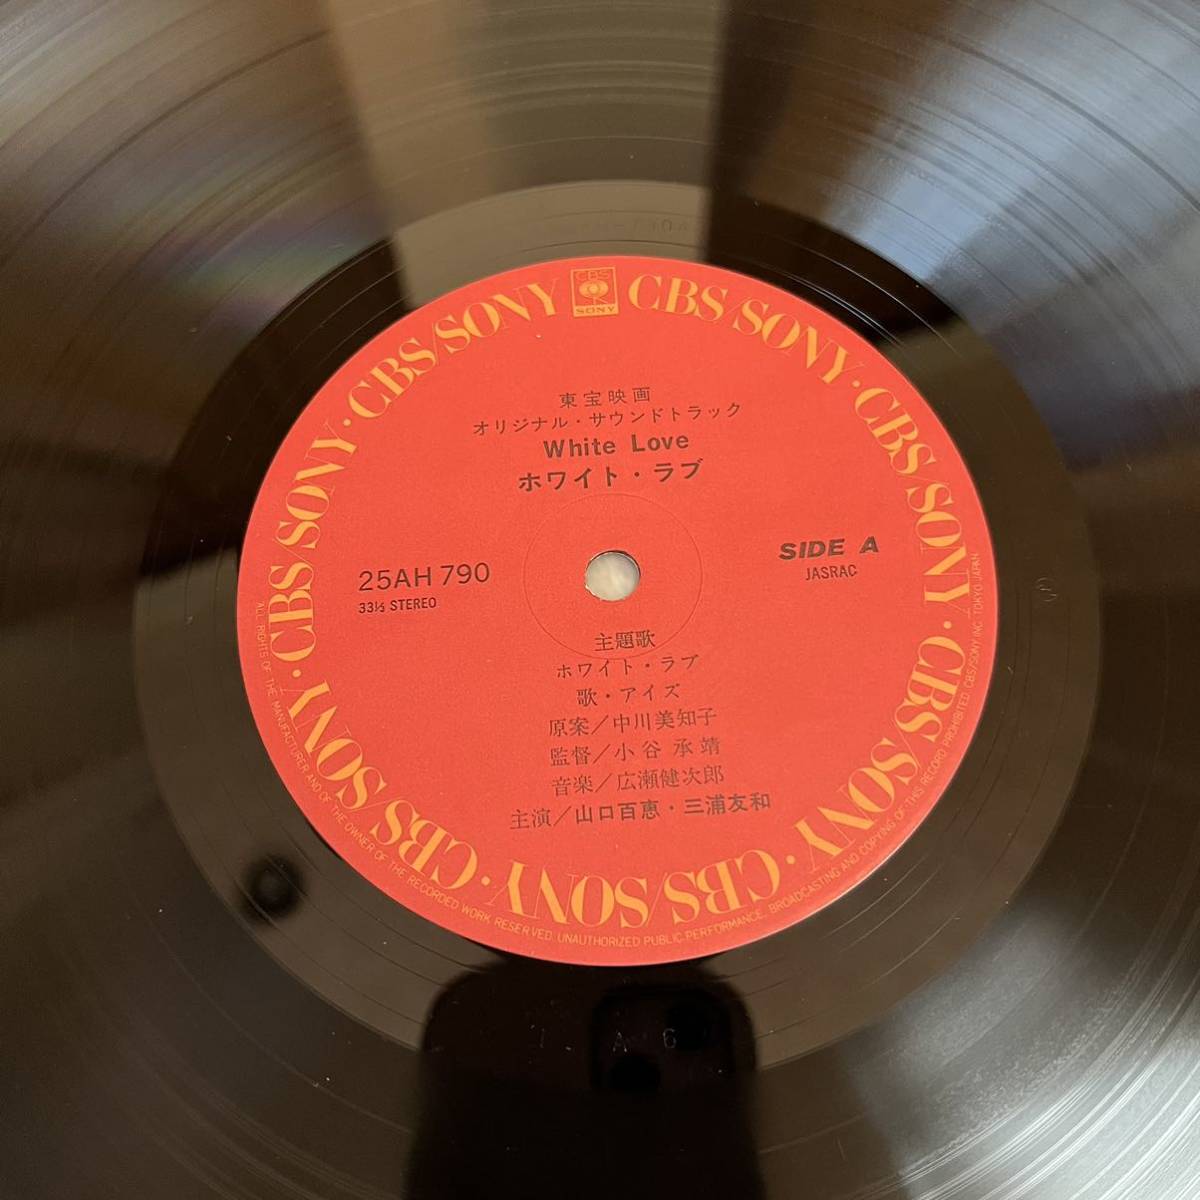 CBS/SONY · CBS/SONY · CBS/SONY · CBS/SONY · CBS/SONY · CBS/SONY · CBS/SONY · CBS/SONY
CBS
SONY
東宝映画
オリジナル・サウンドトラック
White Love
ホワイト・ラブ
25AH 790
33⅓ STEREO
SIDE A
JASRAC
主題歌
ホワイト・ラブ
歌・アイズ
原案／中川美知子
監督／小谷承靖
音楽／広瀬健次郎
主演／山口百恵・三浦友和
ALL RIGHTS OF THE MANUFACTURER AND OF THE OWNER OF THE RECORDED WORK RESERVED. UNAUTHORIZED PUBLIC PERFORMANCE, BROADCASTING AND COPYING OF THIS RECORD PROHIBITED CBS/SONY INC. TOKYO JAPAN
1 A 6